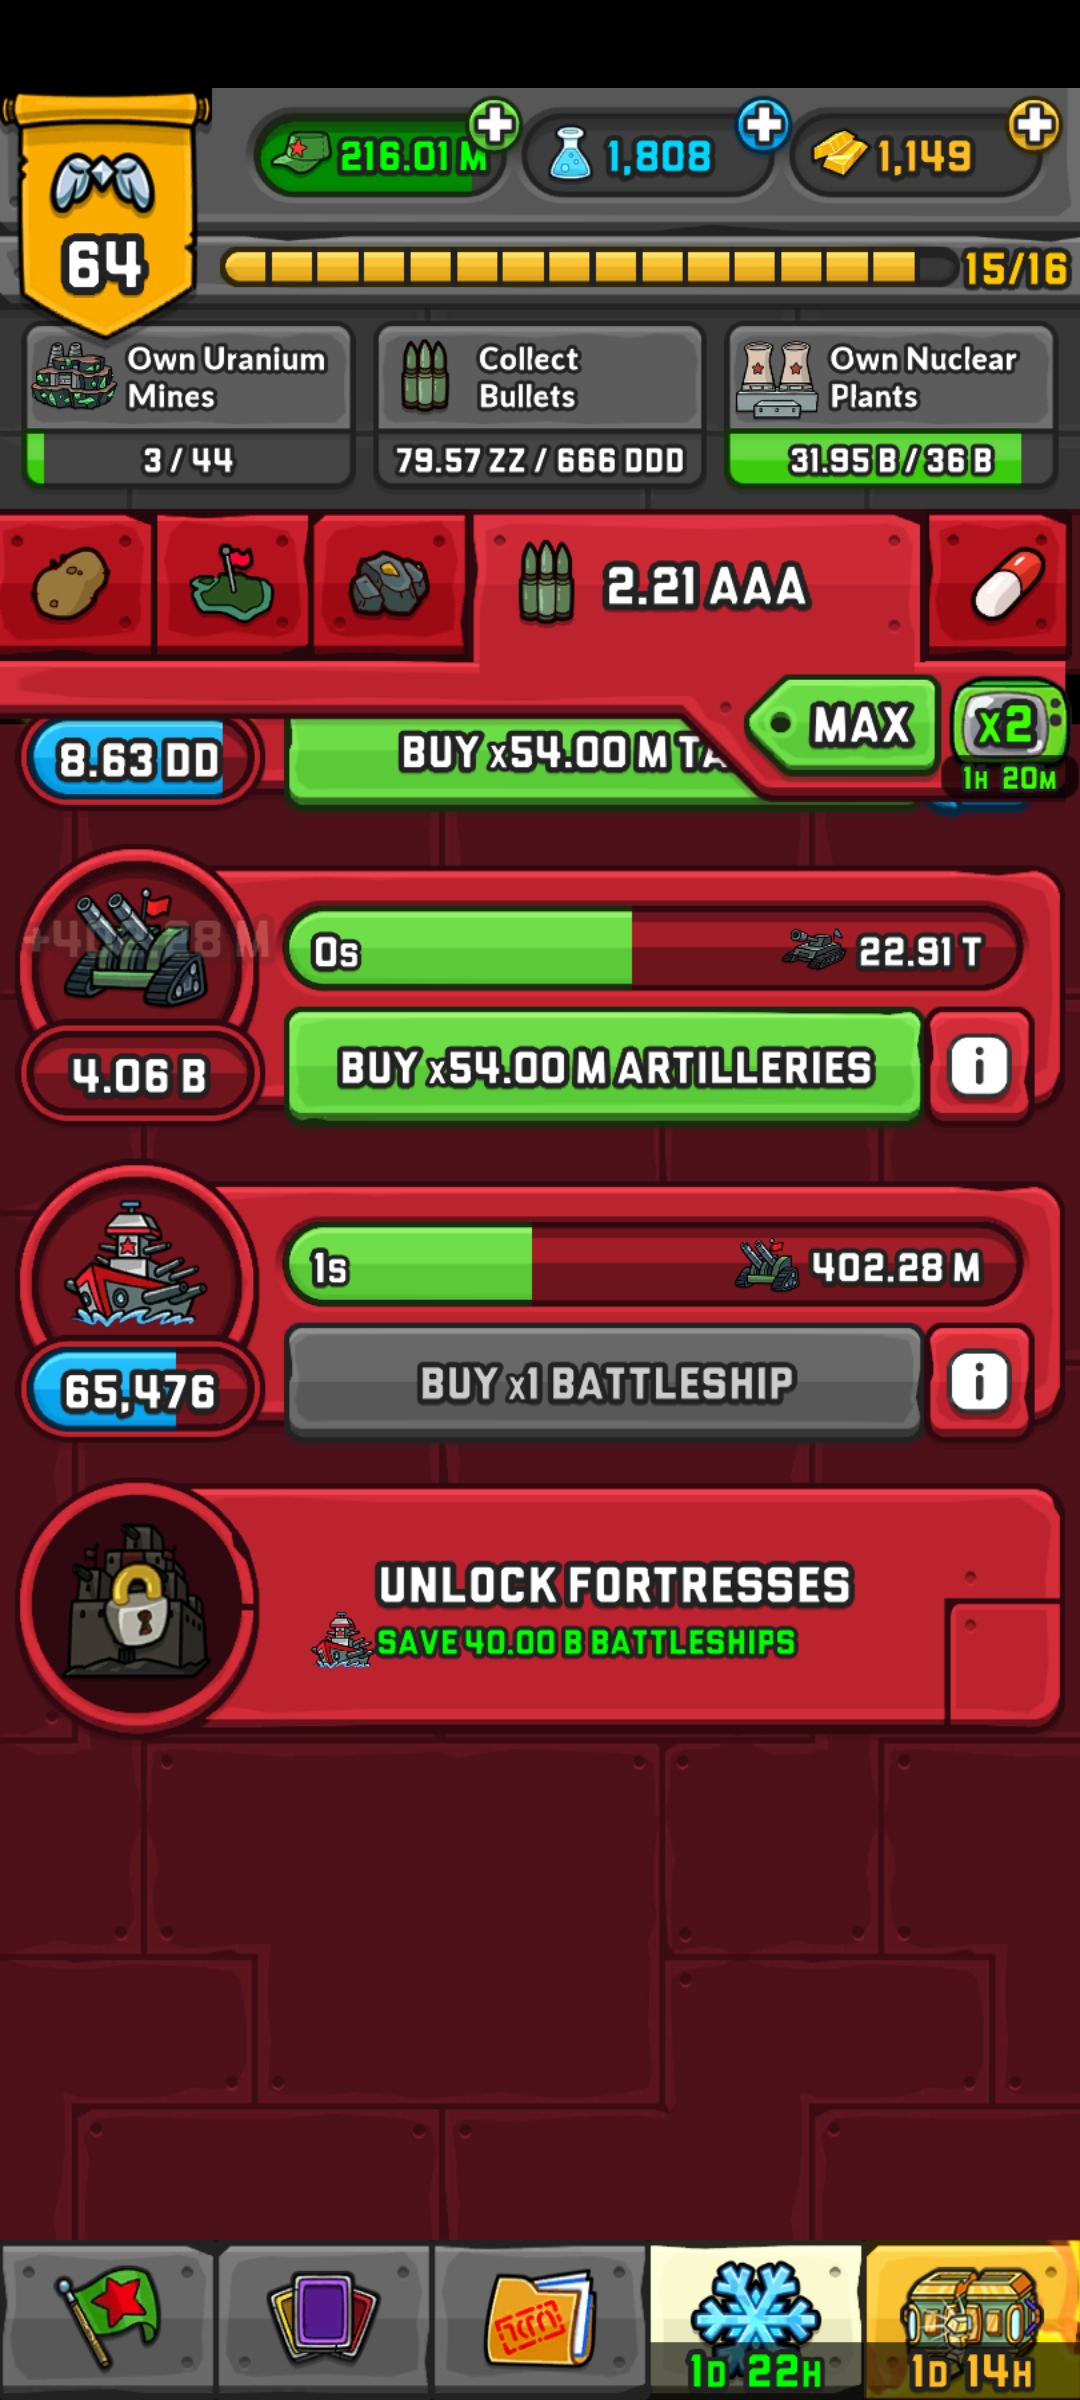 64
216.01 M
1,808
1,149
15/16
Own Uranium
Mines
3 / 44
Collect
Bullets
79.57 ZZ / 666 DDD
Own Nuclear
Plants
31.95 B / 36 B
2.21 AAA
MAX
X2
1H 20M
8.63 DD
BUY x54.00 M TA
+402.28 M
0s
22.91 T
4.06 B
BUY x54.00 M ARTILLERIES
i
1s
402.28 M
65,476
BUY x1 BATTLESHIP
i
UNLOCK FORTRESSES
SAVE 40.00 B BATTLESHIPS
1D 22H
1D 14H